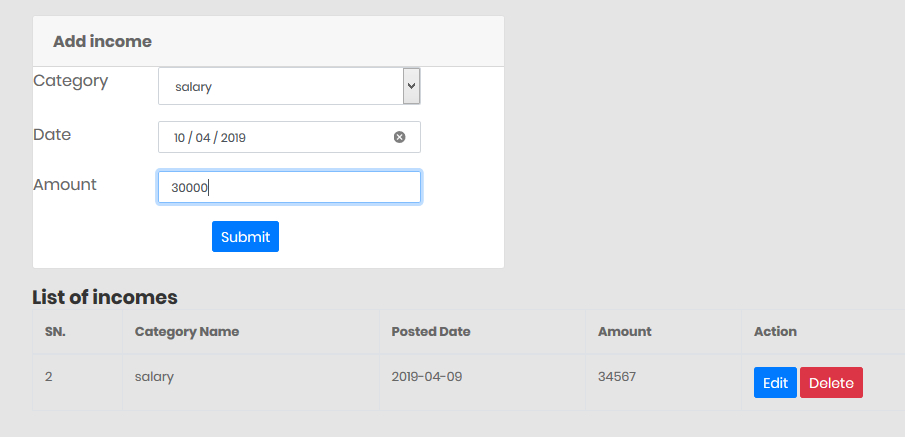 Add income
Category salary
Date 10 / 04 / 2019
Amount 30000
Submit
List of incomes
SN. Category Name Posted Date Amount Action
2 salary 2019-04-09 34567 Edit Delete